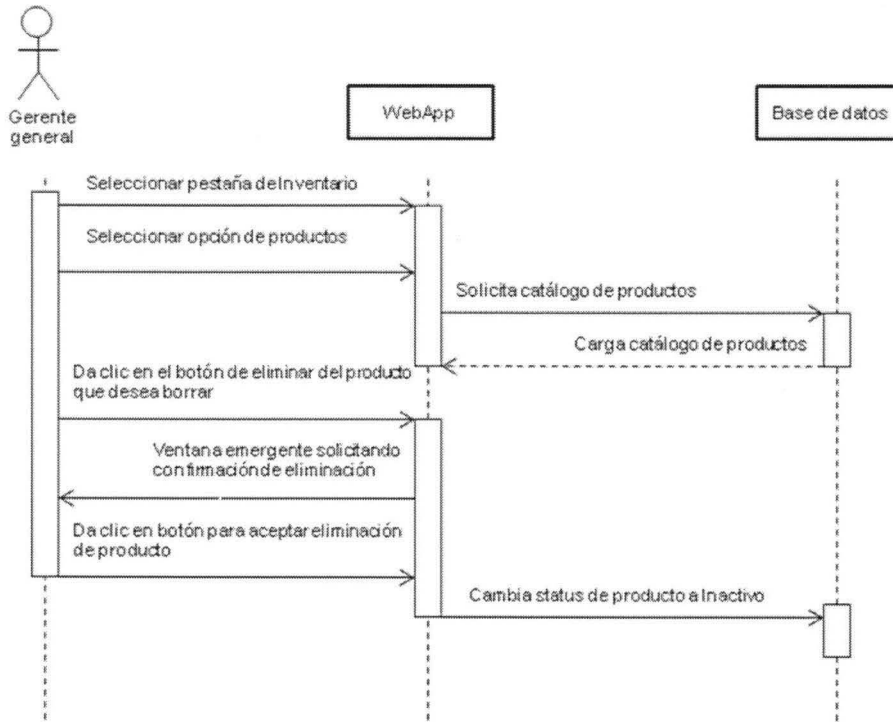 Gerente
general
WebApp
Base de datos
Seleccionar pestaña de Inventario
Seleccionar opción de productos
Solicita catálogo de productos
Carga catálogo de productos
Da clic en el botón de eliminar del producto
que desea borrar
Ventana emergente solicitando
confirmación de eliminación
Da clic en botón para aceptar eliminación
de producto
Cambia status de producto a Inactivo